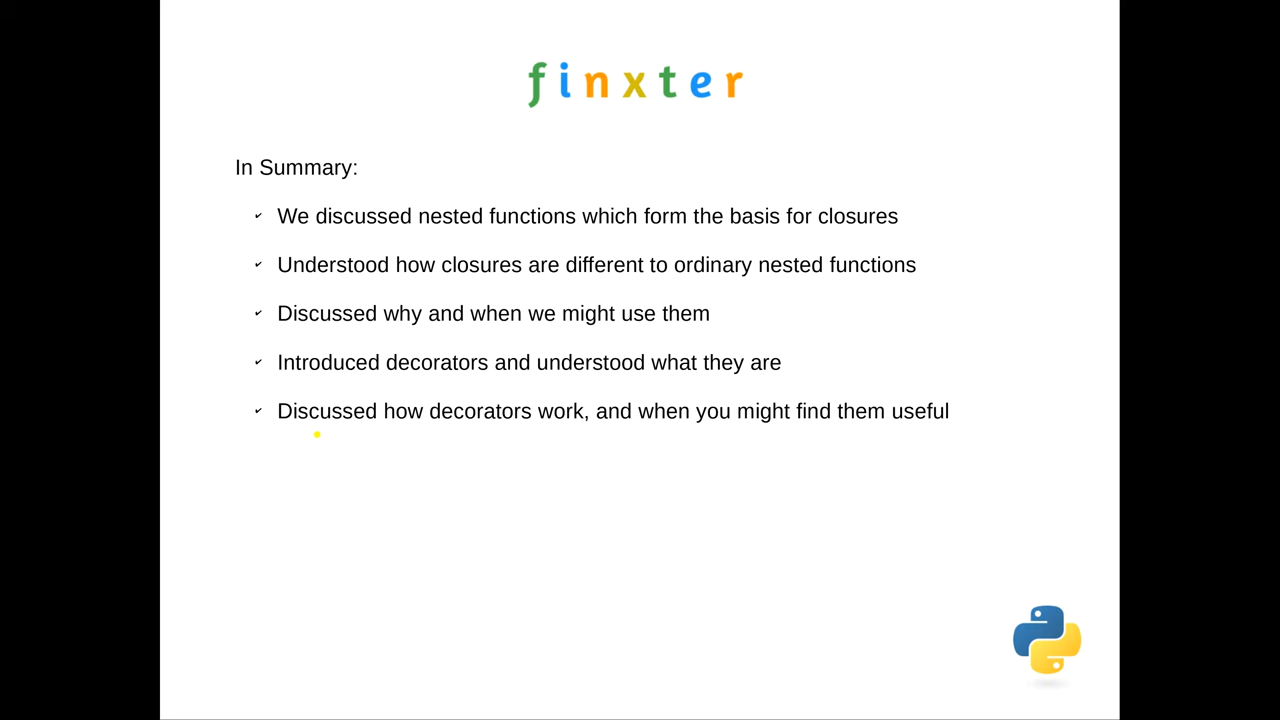 finxter
In Summary:
✔ We discussed nested functions which form the basis for closures
✔ Understood how closures are different to ordinary nested functions
✔ Discussed why and when we might use them
✔ Introduced decorators and understood what they are
✔ Discussed how decorators work, and when you might find them useful